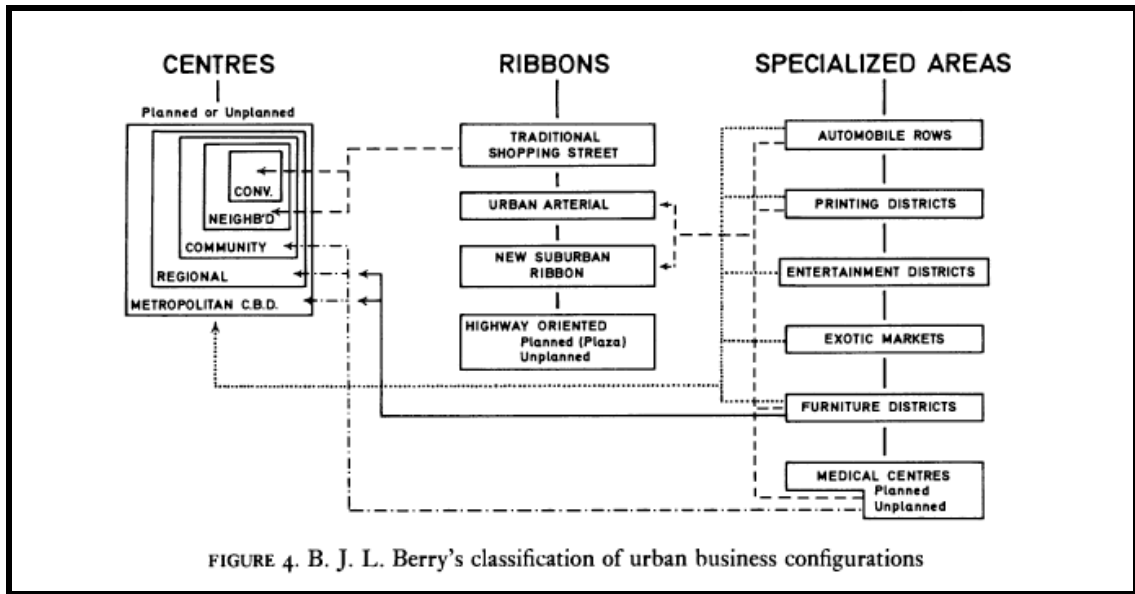 CENTRES
Planned or Unplanned
CONV.
NEIGHB'D
COMMUNITY
REGIONAL
METROPOLITAN C.B.D.
RIBBONS
TRADITIONAL
SHOPPING STREET
URBAN ARTERIAL
NEW SUBURBAN
RIBBON
HIGHWAY ORIENTED
Planned (Plaza)
Unplanned
SPECIALIZED AREAS
AUTOMOBILE ROWS
PRINTING DISTRICTS
ENTERTAINMENT DISTRICTS
EXOTIC MARKETS
FURNITURE DISTRICTS
MEDICAL CENTRES
Planned
Unplanned
FIGURE 4. B. J. L. Berry's classification of urban business configurations